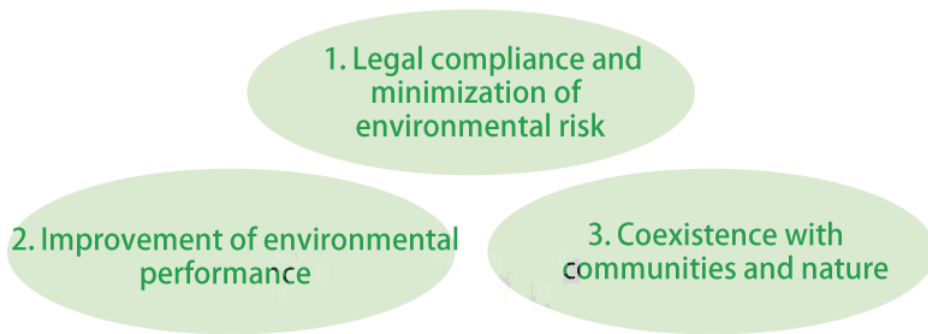 1. Legal compliance and
minimization of
environmental risk
2. Improvement of environmental
performance
3. Coexistence with
communities and nature